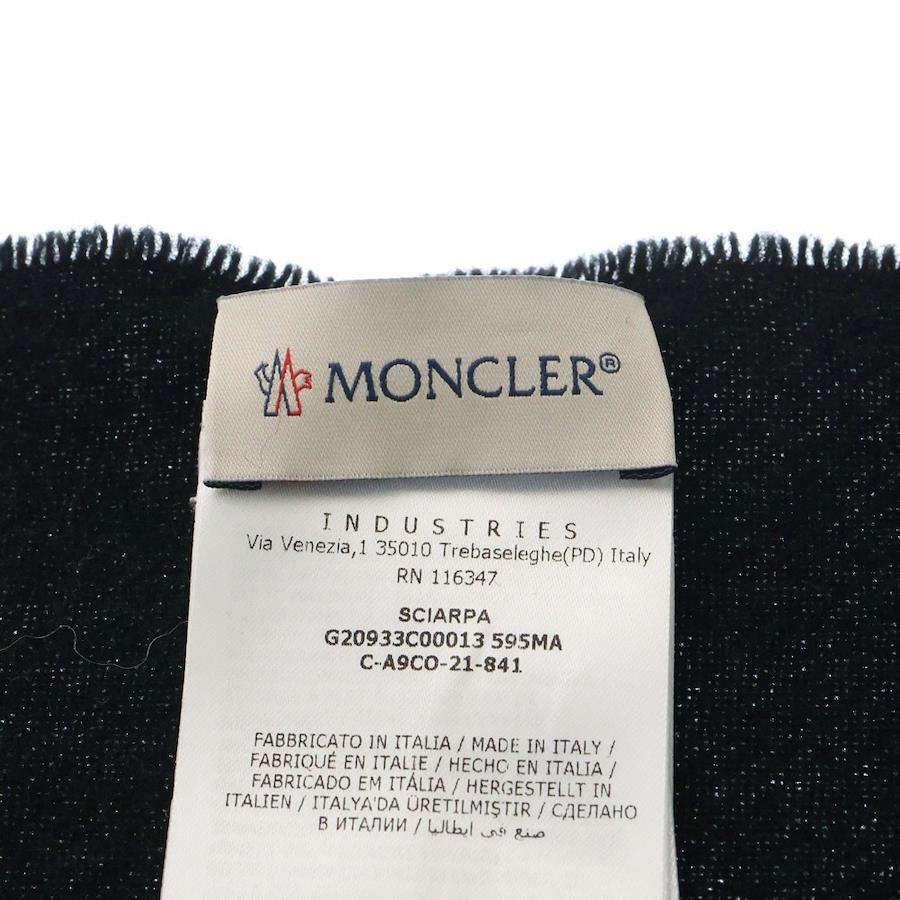 MONCLER®
INDUSTRIES
Via Venezia,1 35010 Trebaseleghe(PD) Italy
RN 116347
SCIARPA
G20933C00013 595MA
C-A9CO-21-841
FABBRICATO IN ITALIA / MADE IN ITALY /
FABRIQUÉ EN ITALIE / HECHO EN ITALIA /
FABRICADO EM ITÁLIA / HERGESTELLT IN
ITALIEN / ITALYA'DA ÜRETILMIŞTIR / СДЕЛАНО
В ИТАЛИИ / صنع في ايطاليا